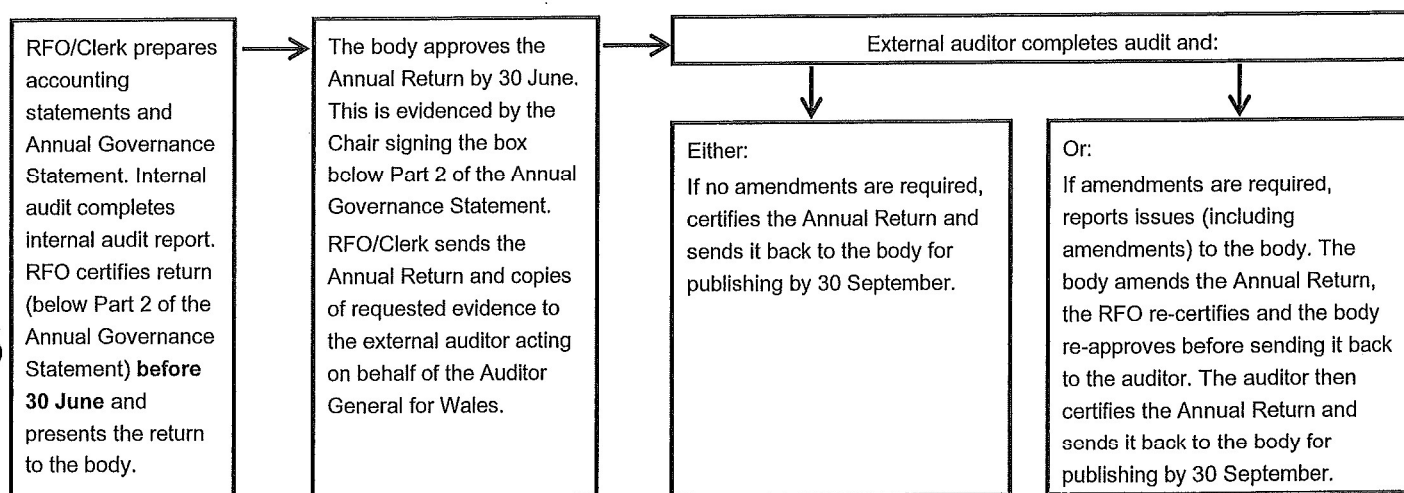 RFO/Clerk prepares
accounting
statements and
Annual Governance
Statement. Internal
audit completes
internal audit report.
RFO certifies return
(below Part 2 of the
Annual Governance
Statement) before
30 June and
presents the return
to the body.
The body approves the
Annual Return by 30 June.
This is evidenced by the
Chair signing the box
below Part 2 of the Annual
Governance Statement.
RFO/Clerk sends the
Annual Return and copies
of requested evidence to
the external auditor acting
on behalf of the Auditor
General for Wales.
External auditor completes audit and:
Either:
If no amendments are required,
certifies the Annual Return and
sends it back to the body for
publishing by 30 September.
Or:
If amendments are required,
reports issues (including
amendments) to the body. The
body amends the Annual Return,
the RFO re-certifies and the body
re-approves before sending it back
to the auditor. The auditor then
certifies the Annual Return and
sends it back to the body for
publishing by 30 September.